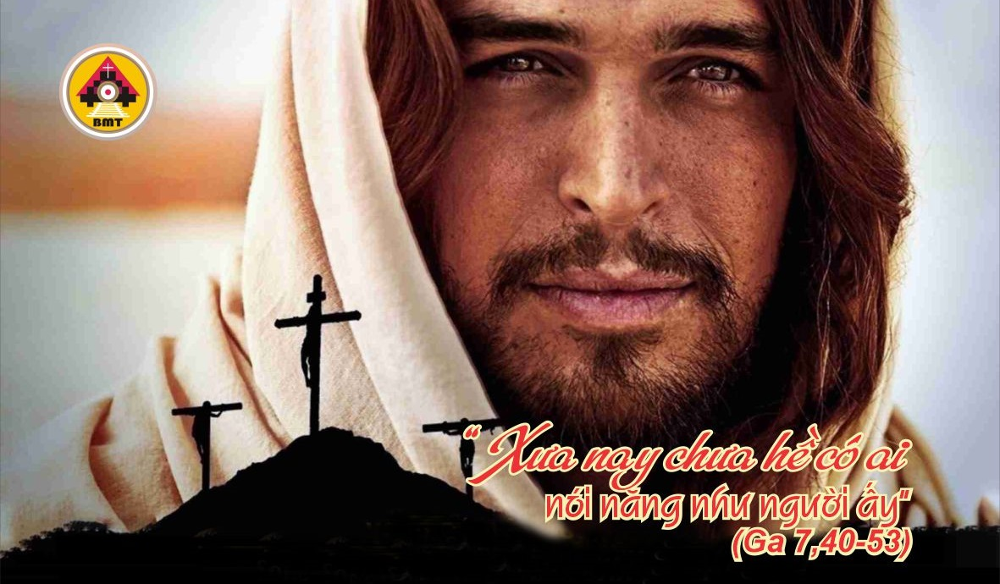 BMT
“Xưa nay chưa hề có ai
nói năng như người ấy"
(Ga 7,40-53)